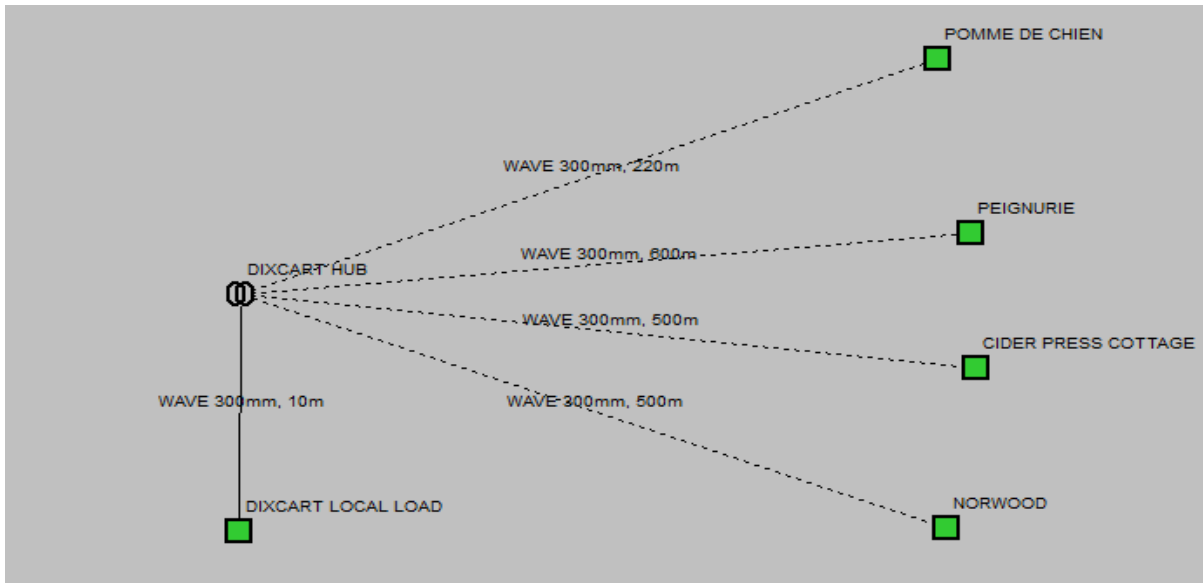 POMME DE CHIEN
WAVE 300mm, 220m
PEIGNURIE
WAVE 300mm, 600m
DIXCART HUB
WAVE 300mm, 500m
CIDER PRESS COTTAGE
WAVE 300mm, 10m
WAVE 300mm, 500m
DIXCART LOCAL LOAD
NORWOOD